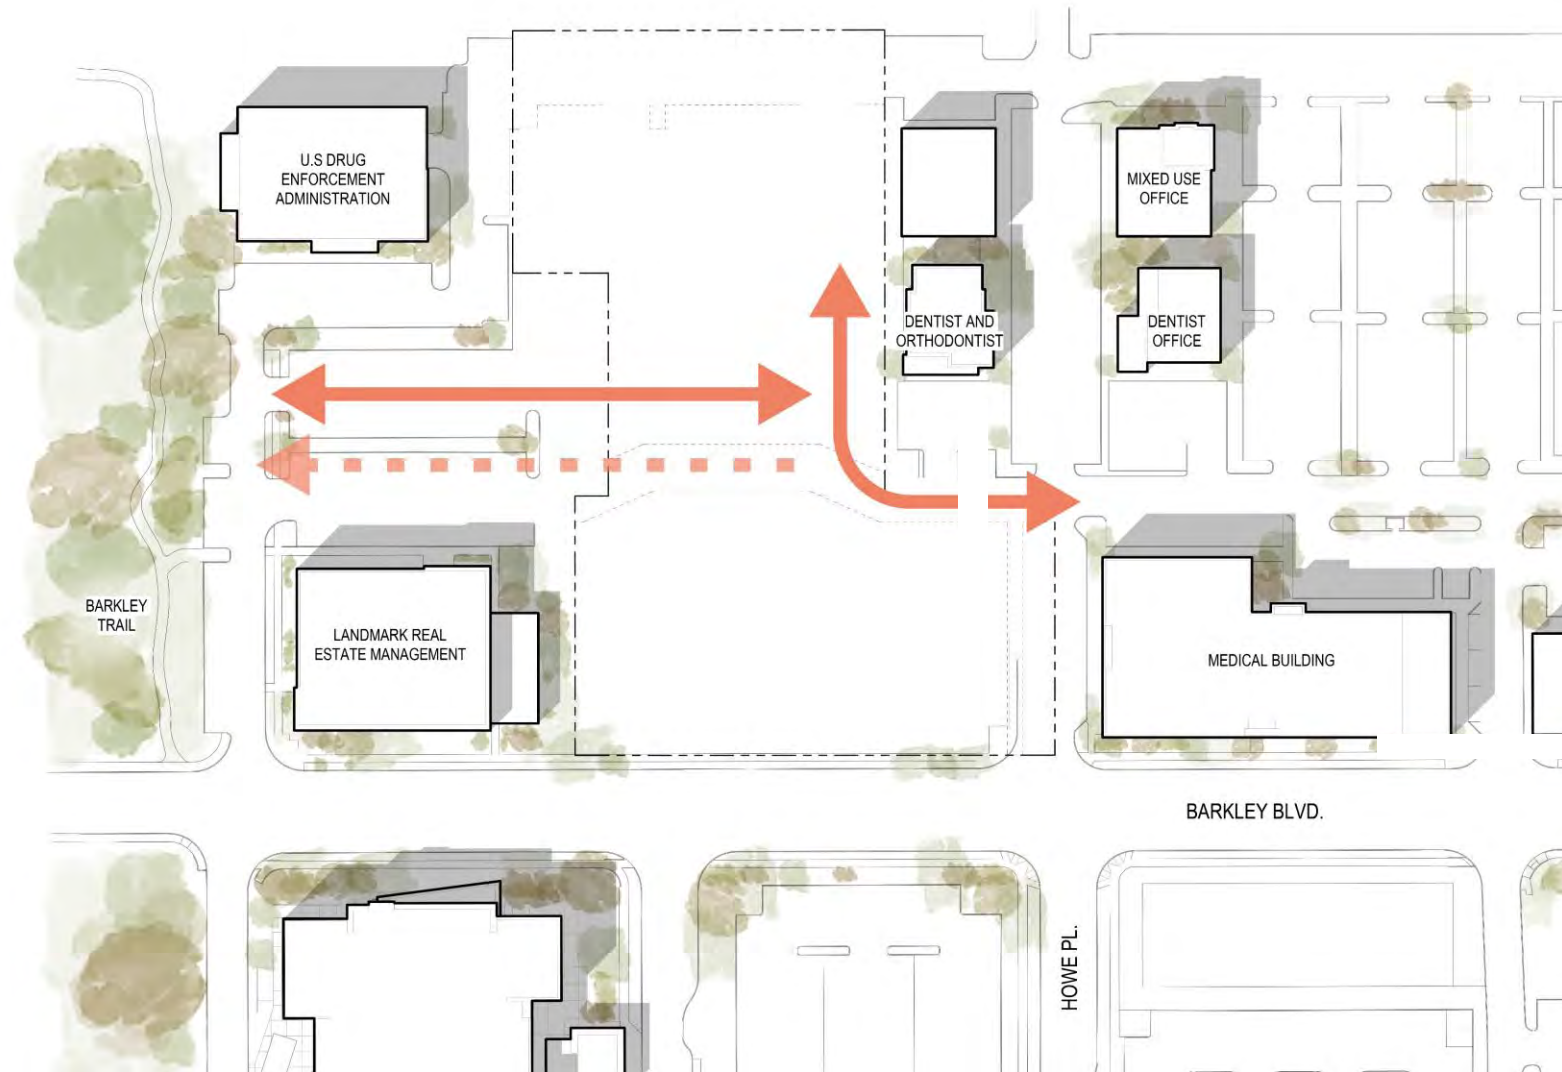 U.S DRUG
ENFORCEMENT
ADMINISTRATION
MIXED USE
OFFICE
DENTIST AND
ORTHODONTIST
DENTIST
OFFICE
BARKLEY
TRAIL
LANDMARK REAL
ESTATE MANAGEMENT
MEDICAL BUILDING
BARKLEY BLVD.
HOWE PL.